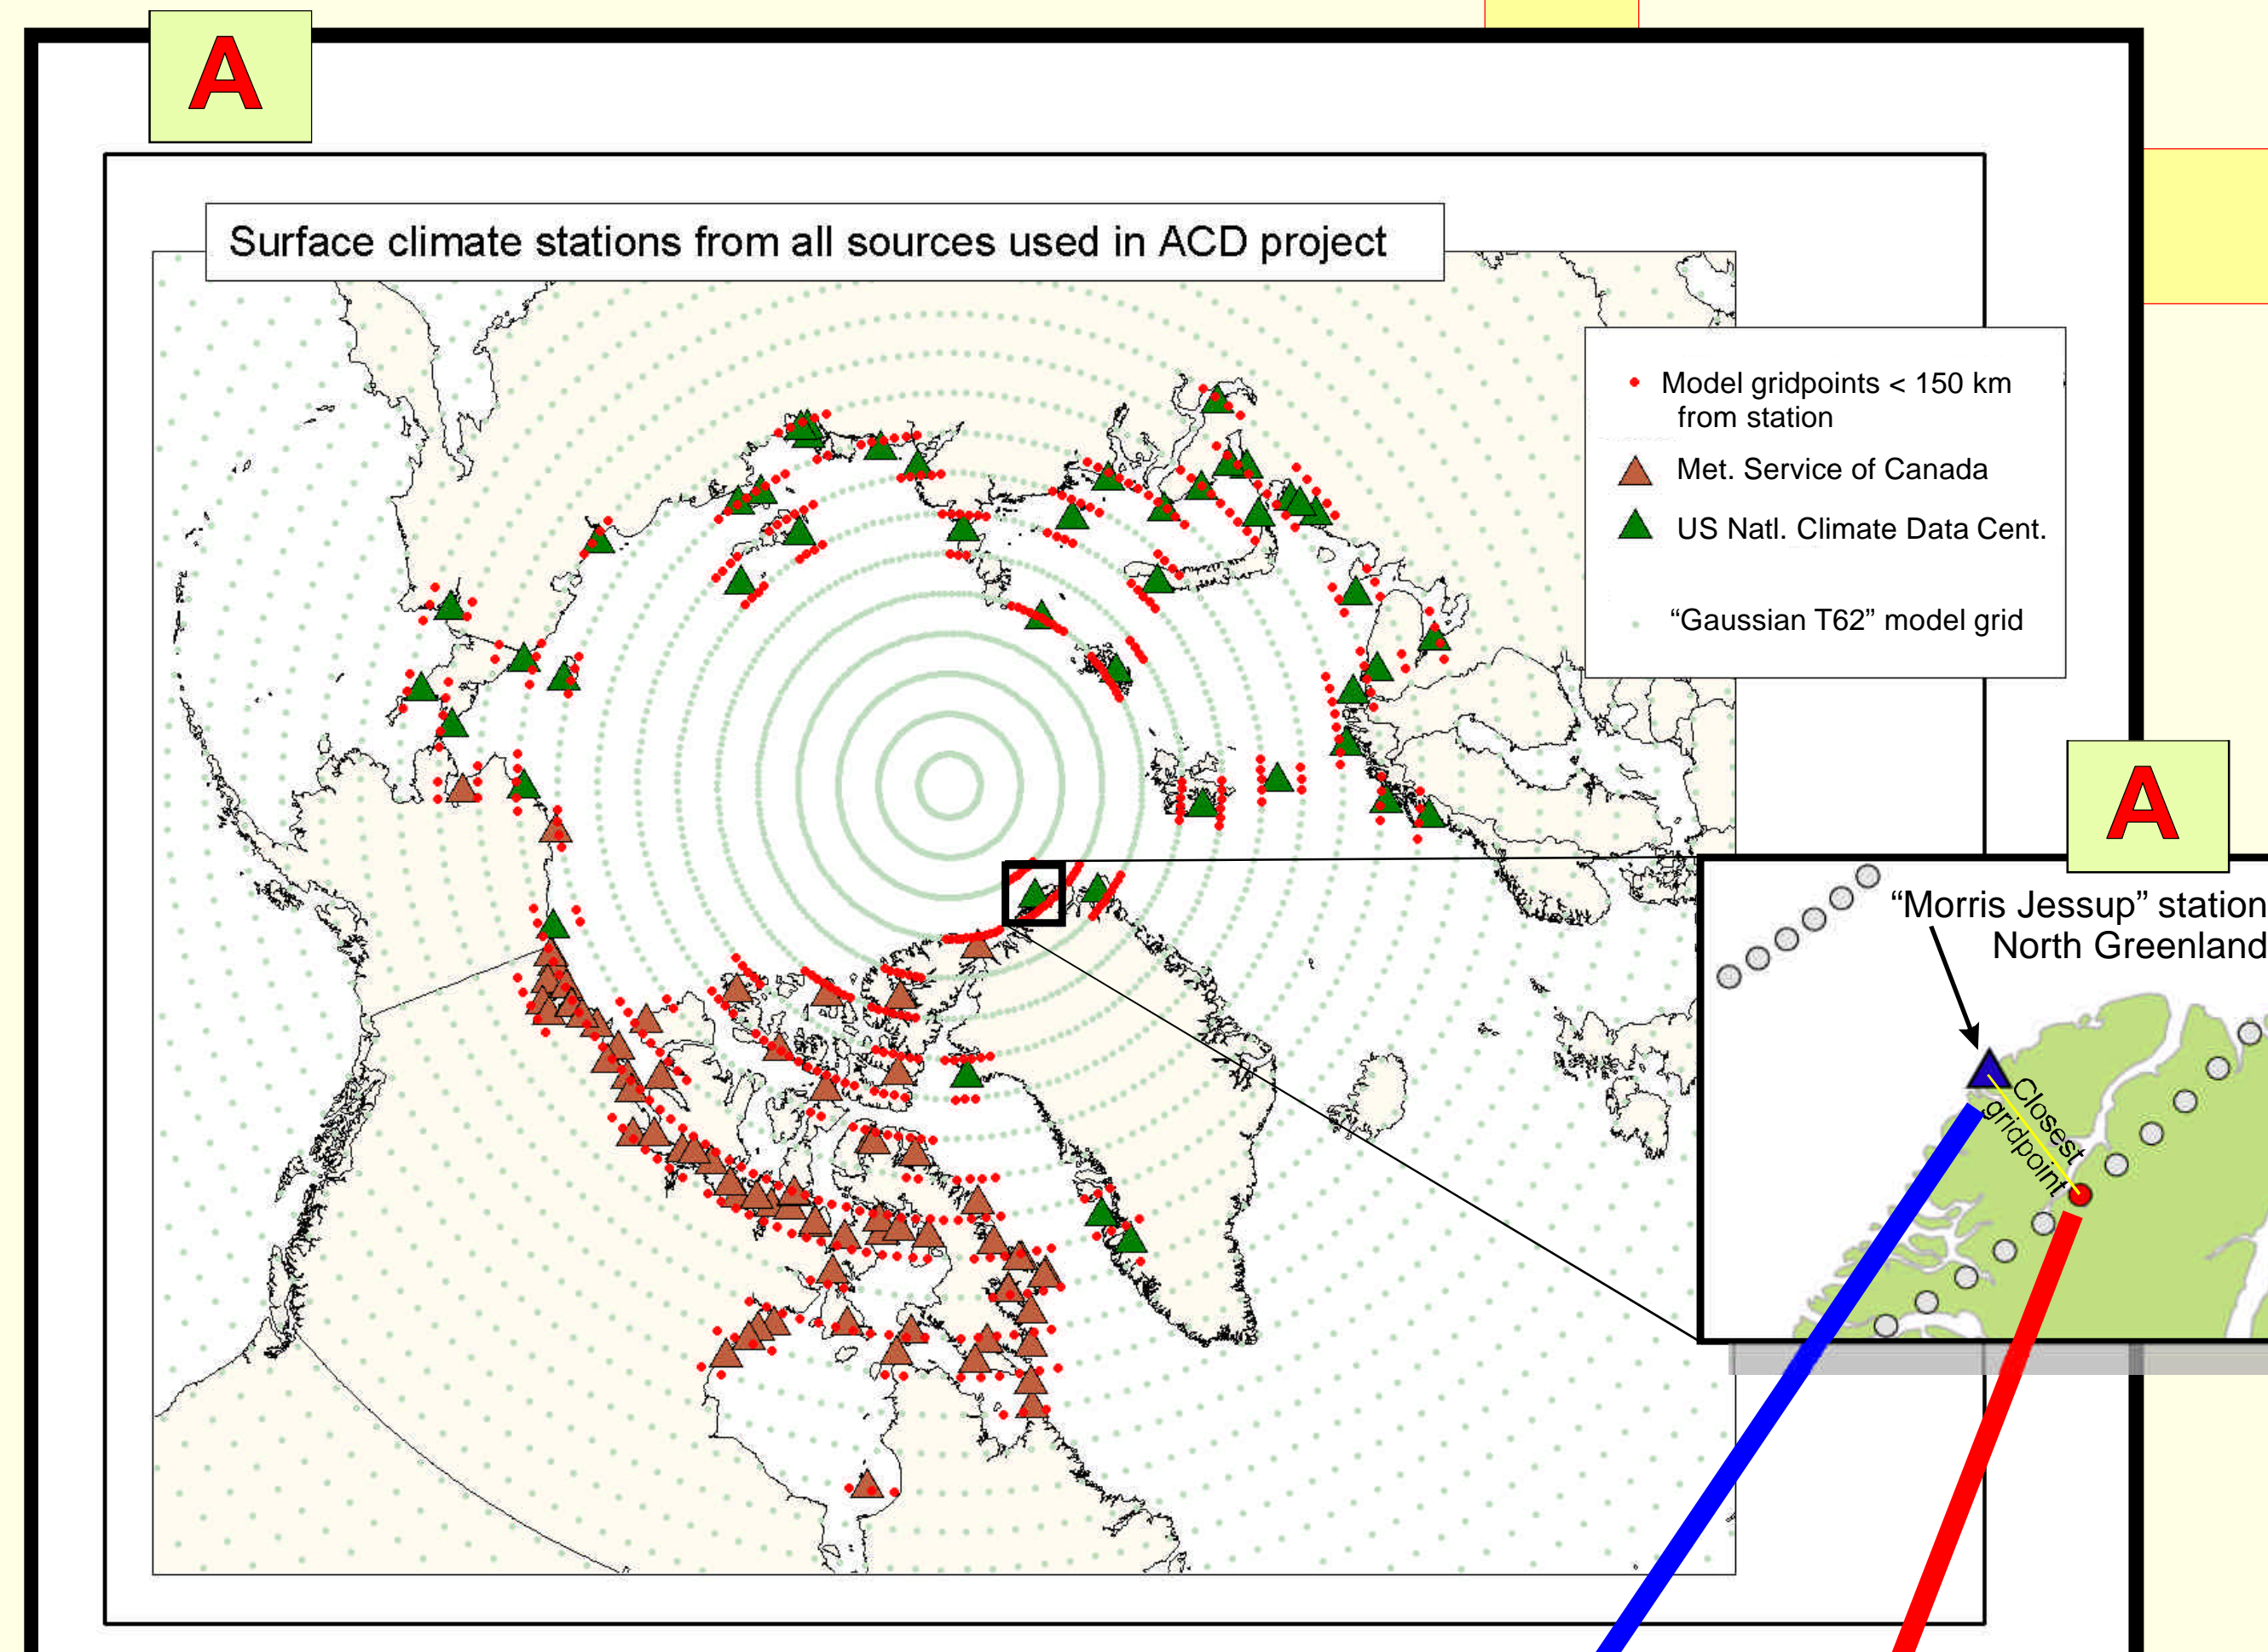 A
Surface climate stations from all sources used in ACD project
Model gridpoints < 150 km
from station
Met. Service of Canada
US Natl. Climate Data Cent.
“Gaussian T62” model grid
A
“Morris Jessup” station
North Greenland
Closest
gridpoint